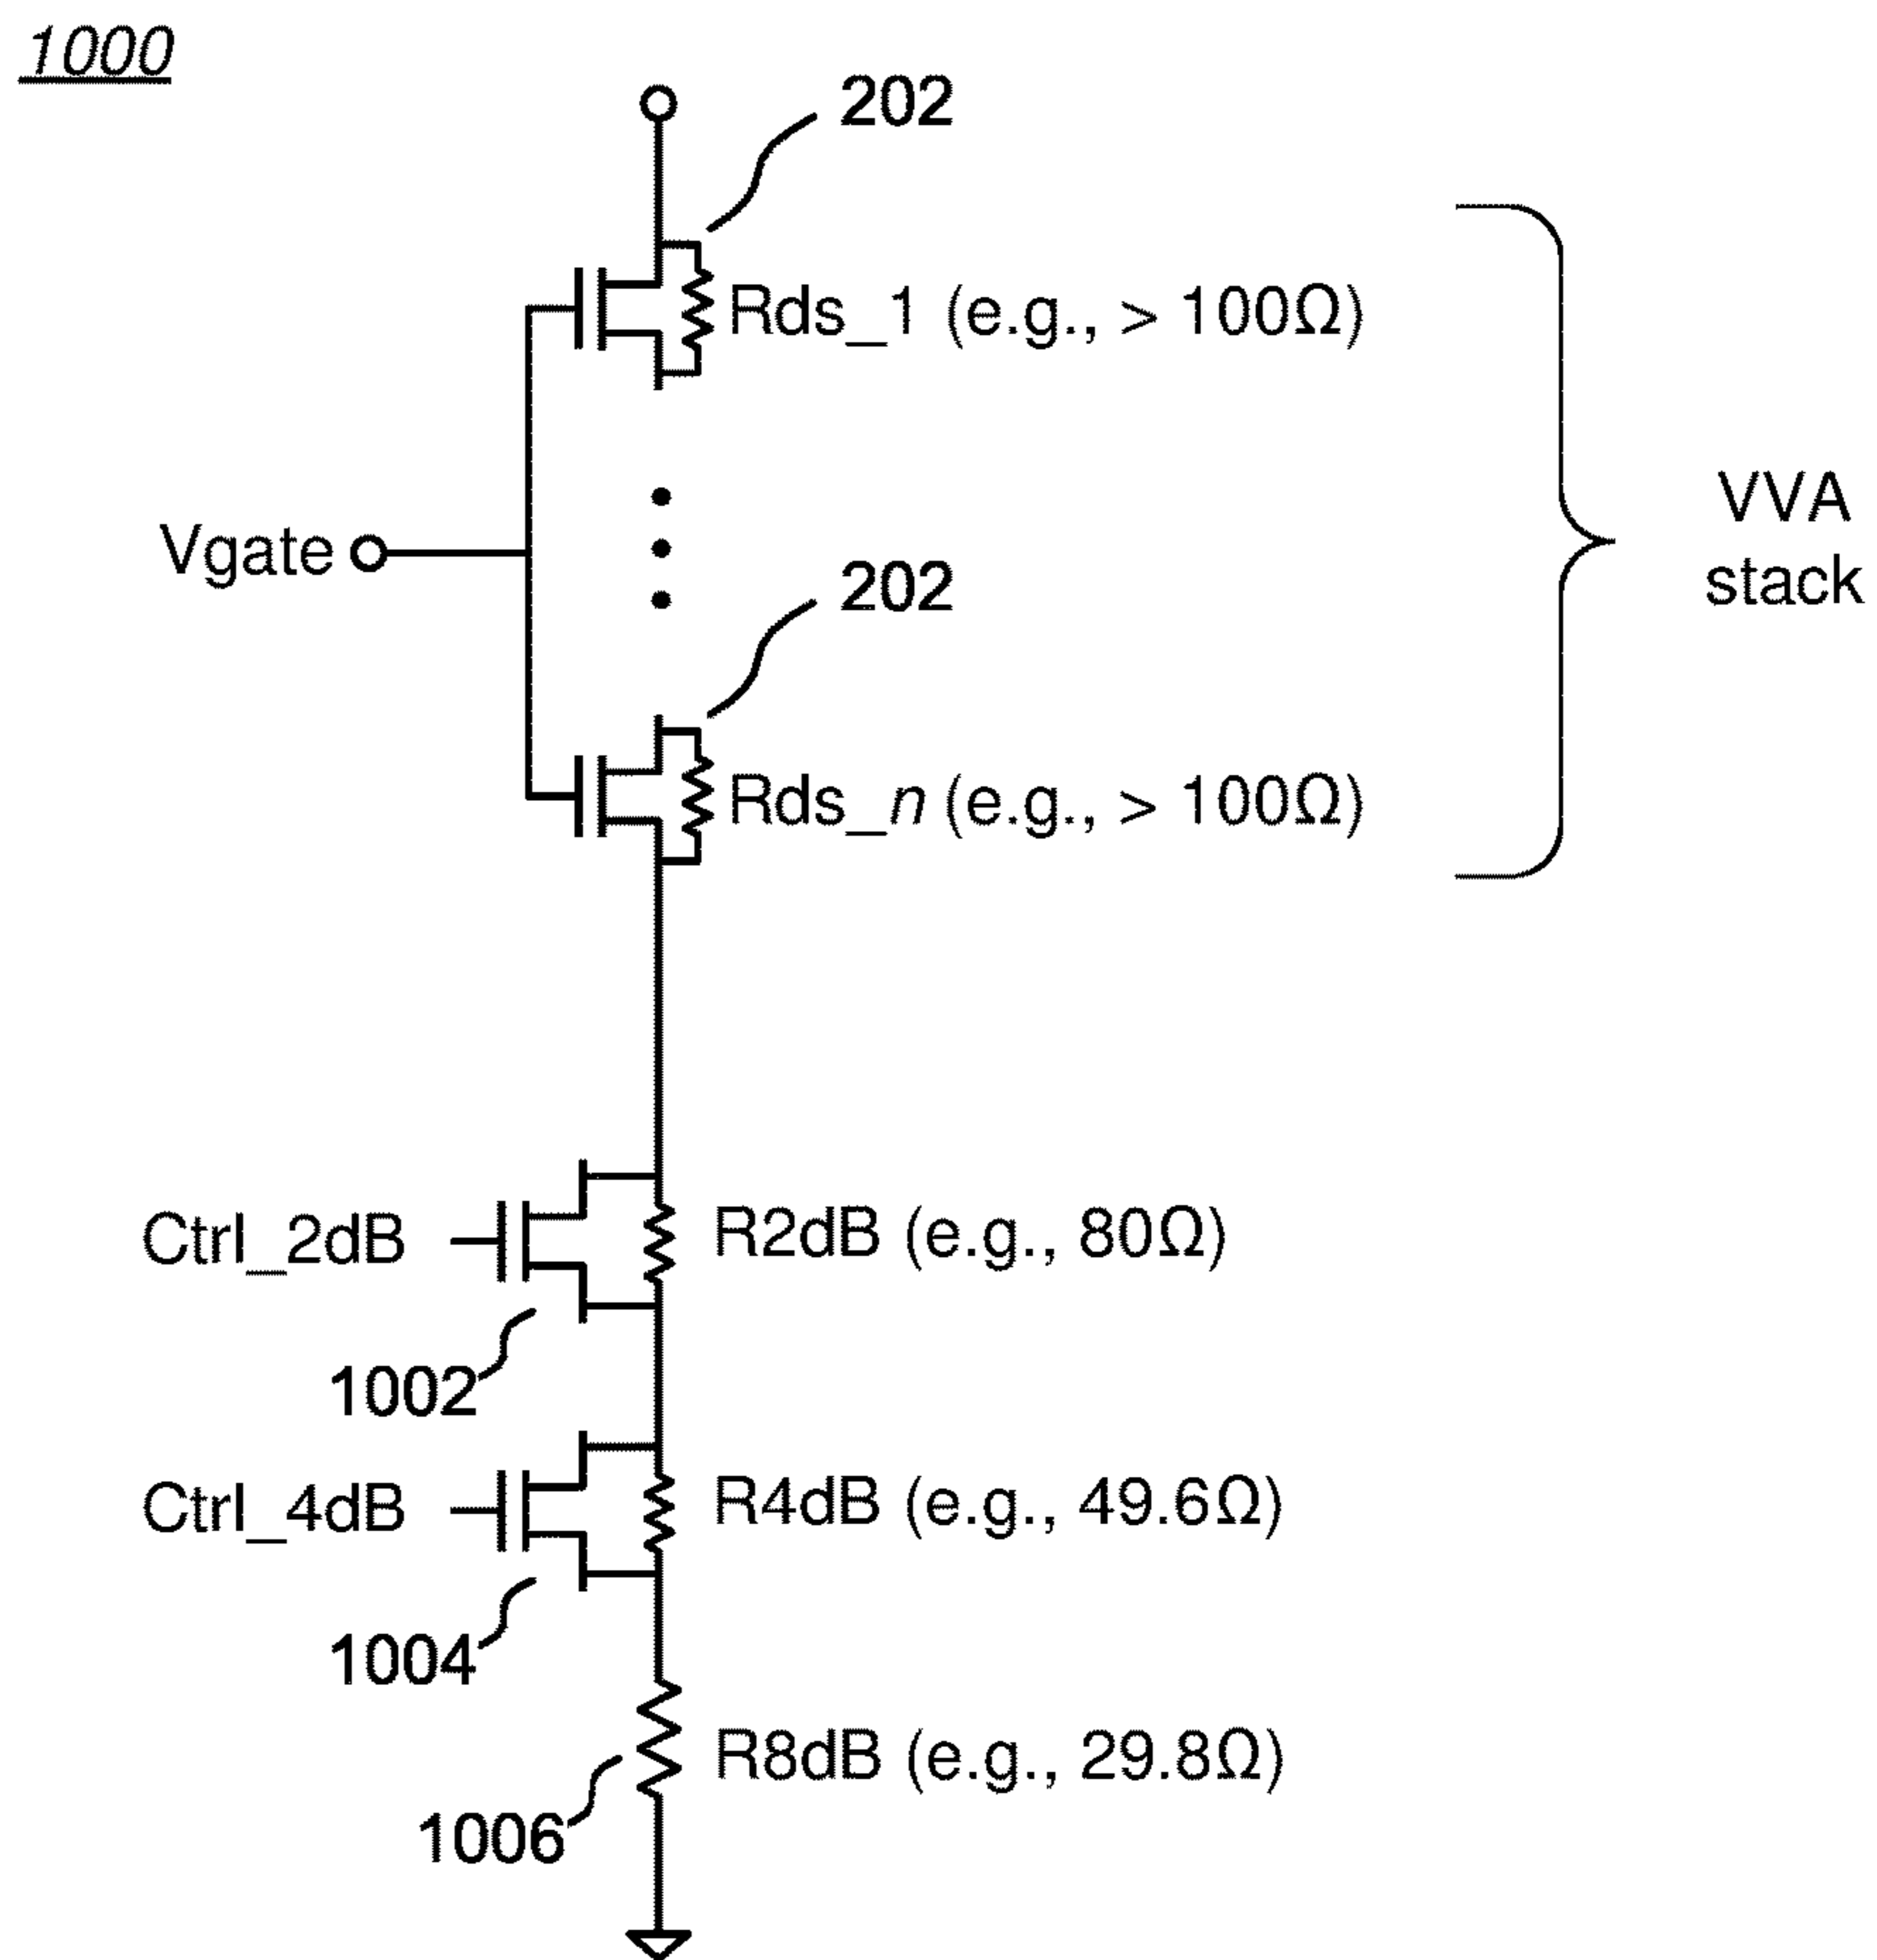 1000
202
Rds_1 (e.g., > 100Ω)
VVA
stack
Vgate
202
Rds_n (e.g., > 100Ω)
Ctrl_2dB
R2dB (e.g., 80Ω)
1002
Ctrl_4dB
R4dB (e.g., 49.6Ω)
1004
R8dB (e.g., 29.8Ω)
1006